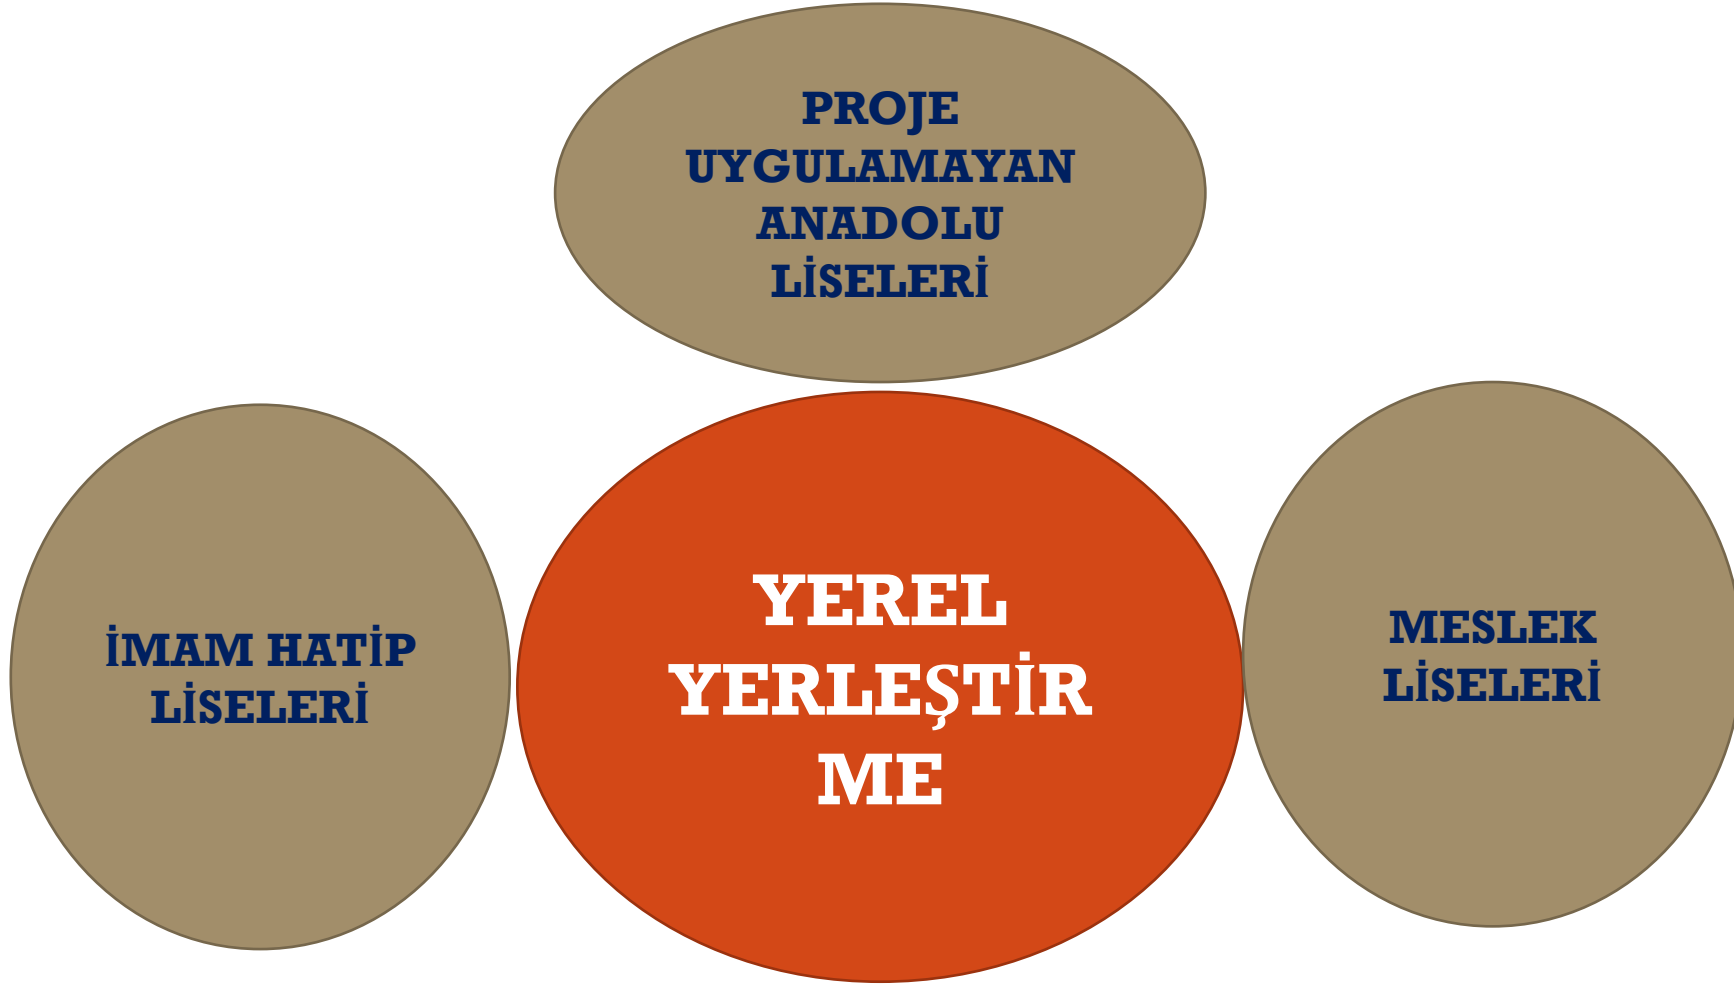 PROJE
UYGULAMAYAN
ANADOLU
LİSELERİ
İMAM HATİP
LİSELERİ
YEREL
YERLEŞTİR
ME
MESLEK
LİSELERİ